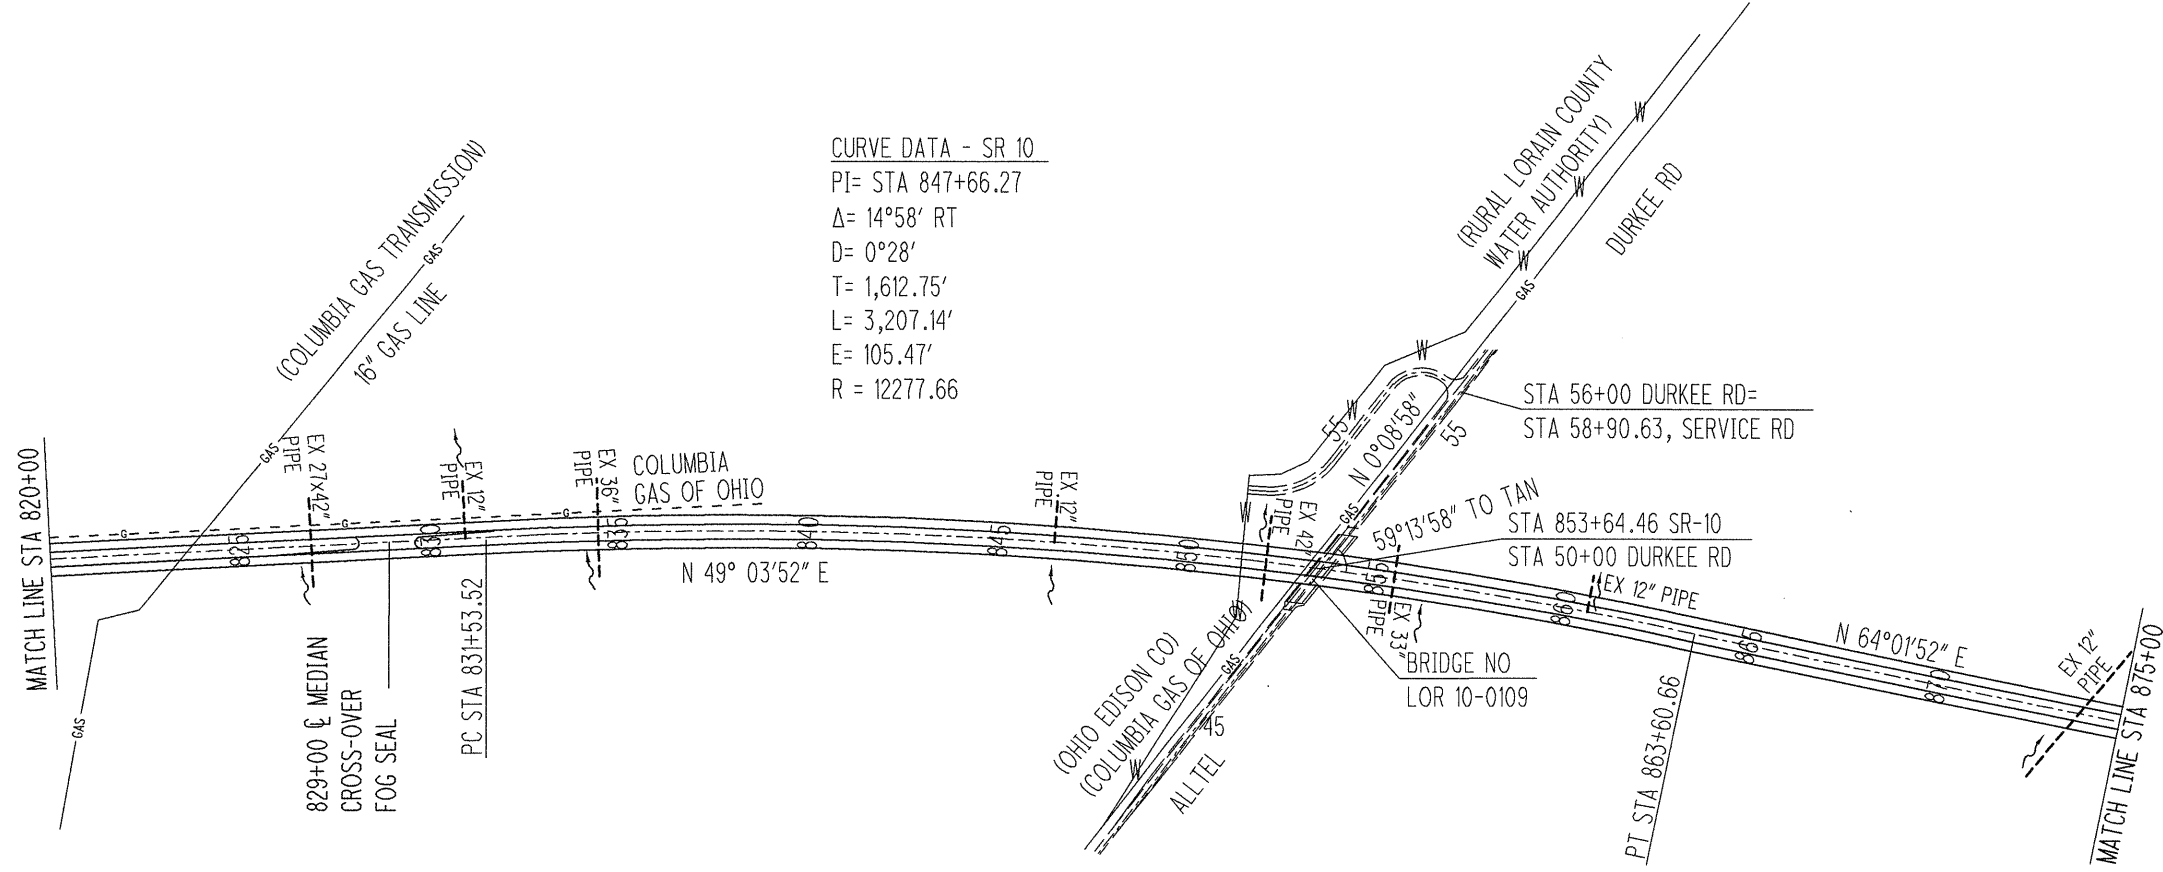 CURVE DATA - SR 10
PI= STA 847+66.27
Δ= 14°58' RT
D= 0°28'
T= 1,612.75'
L= 3,207.14'
E= 105.47'
R = 12277.66
(COLUMBIA GAS TRANSMISSION)
16" GAS LINE
GAS
GAS
GAS
MATCH LINE STA 820+00
EX 27x42"
PIPE
EX 12"
PIPE
EX 36"
PIPE
COLUMBIA
GAS OF OHIO
EX 12"
PIPE
G
G
G
825
830
835
840
845
850
855
860
865
870
N 49° 03'52" E
829+00 ℄ MEDIAN
CROSS-OVER
FOG SEAL
PC STA 831+53.52
(RURAL LORAIN COUNTY
WATER AUTHORITY)
DURKEE RD
W
W
W
GAS
W
W
W
55
N 0°08'58"
55
STA 56+00 DURKEE RD=
STA 58+90.63, SERVICE RD
EX 42"
PIPE
GAS
59°13'58" TO TAN
STA 853+64.46 SR-10
STA 50+00 DURKEE RD
EX 33"
PIPE
EX 12" PIPE
BRIDGE NO
LOR 10-0109
(OHIO EDISON CO)
(COLUMBIA GAS OF OHIO)
GAS
45
W
ALLTEL
PT STA 863+60.66
N 64°01'52" E
EX 12"
PIPE
MATCH LINE STA 875+00